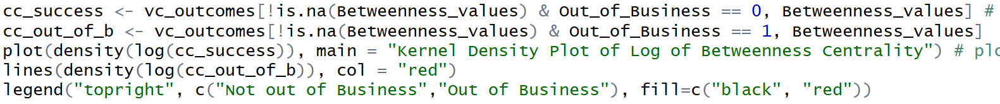 cc_success <- vc_outcomes[!is.na(Betweenness_values) & Out_of_Business == 0, Betweenness_values] #
cc_out_of_b <- vc_outcomes[!is.na(Betweenness_values) & Out_of_Business == 1, Betweenness_values]
plot(density(log(cc_success)), main = "Kernel Density Plot of Log of Betweenness Centrality") # plo
lines(density(log(cc_out_of_b)), col = "red")
legend("topright", c("Not out of Business","Out of Business"), fill=c("black", "red"))